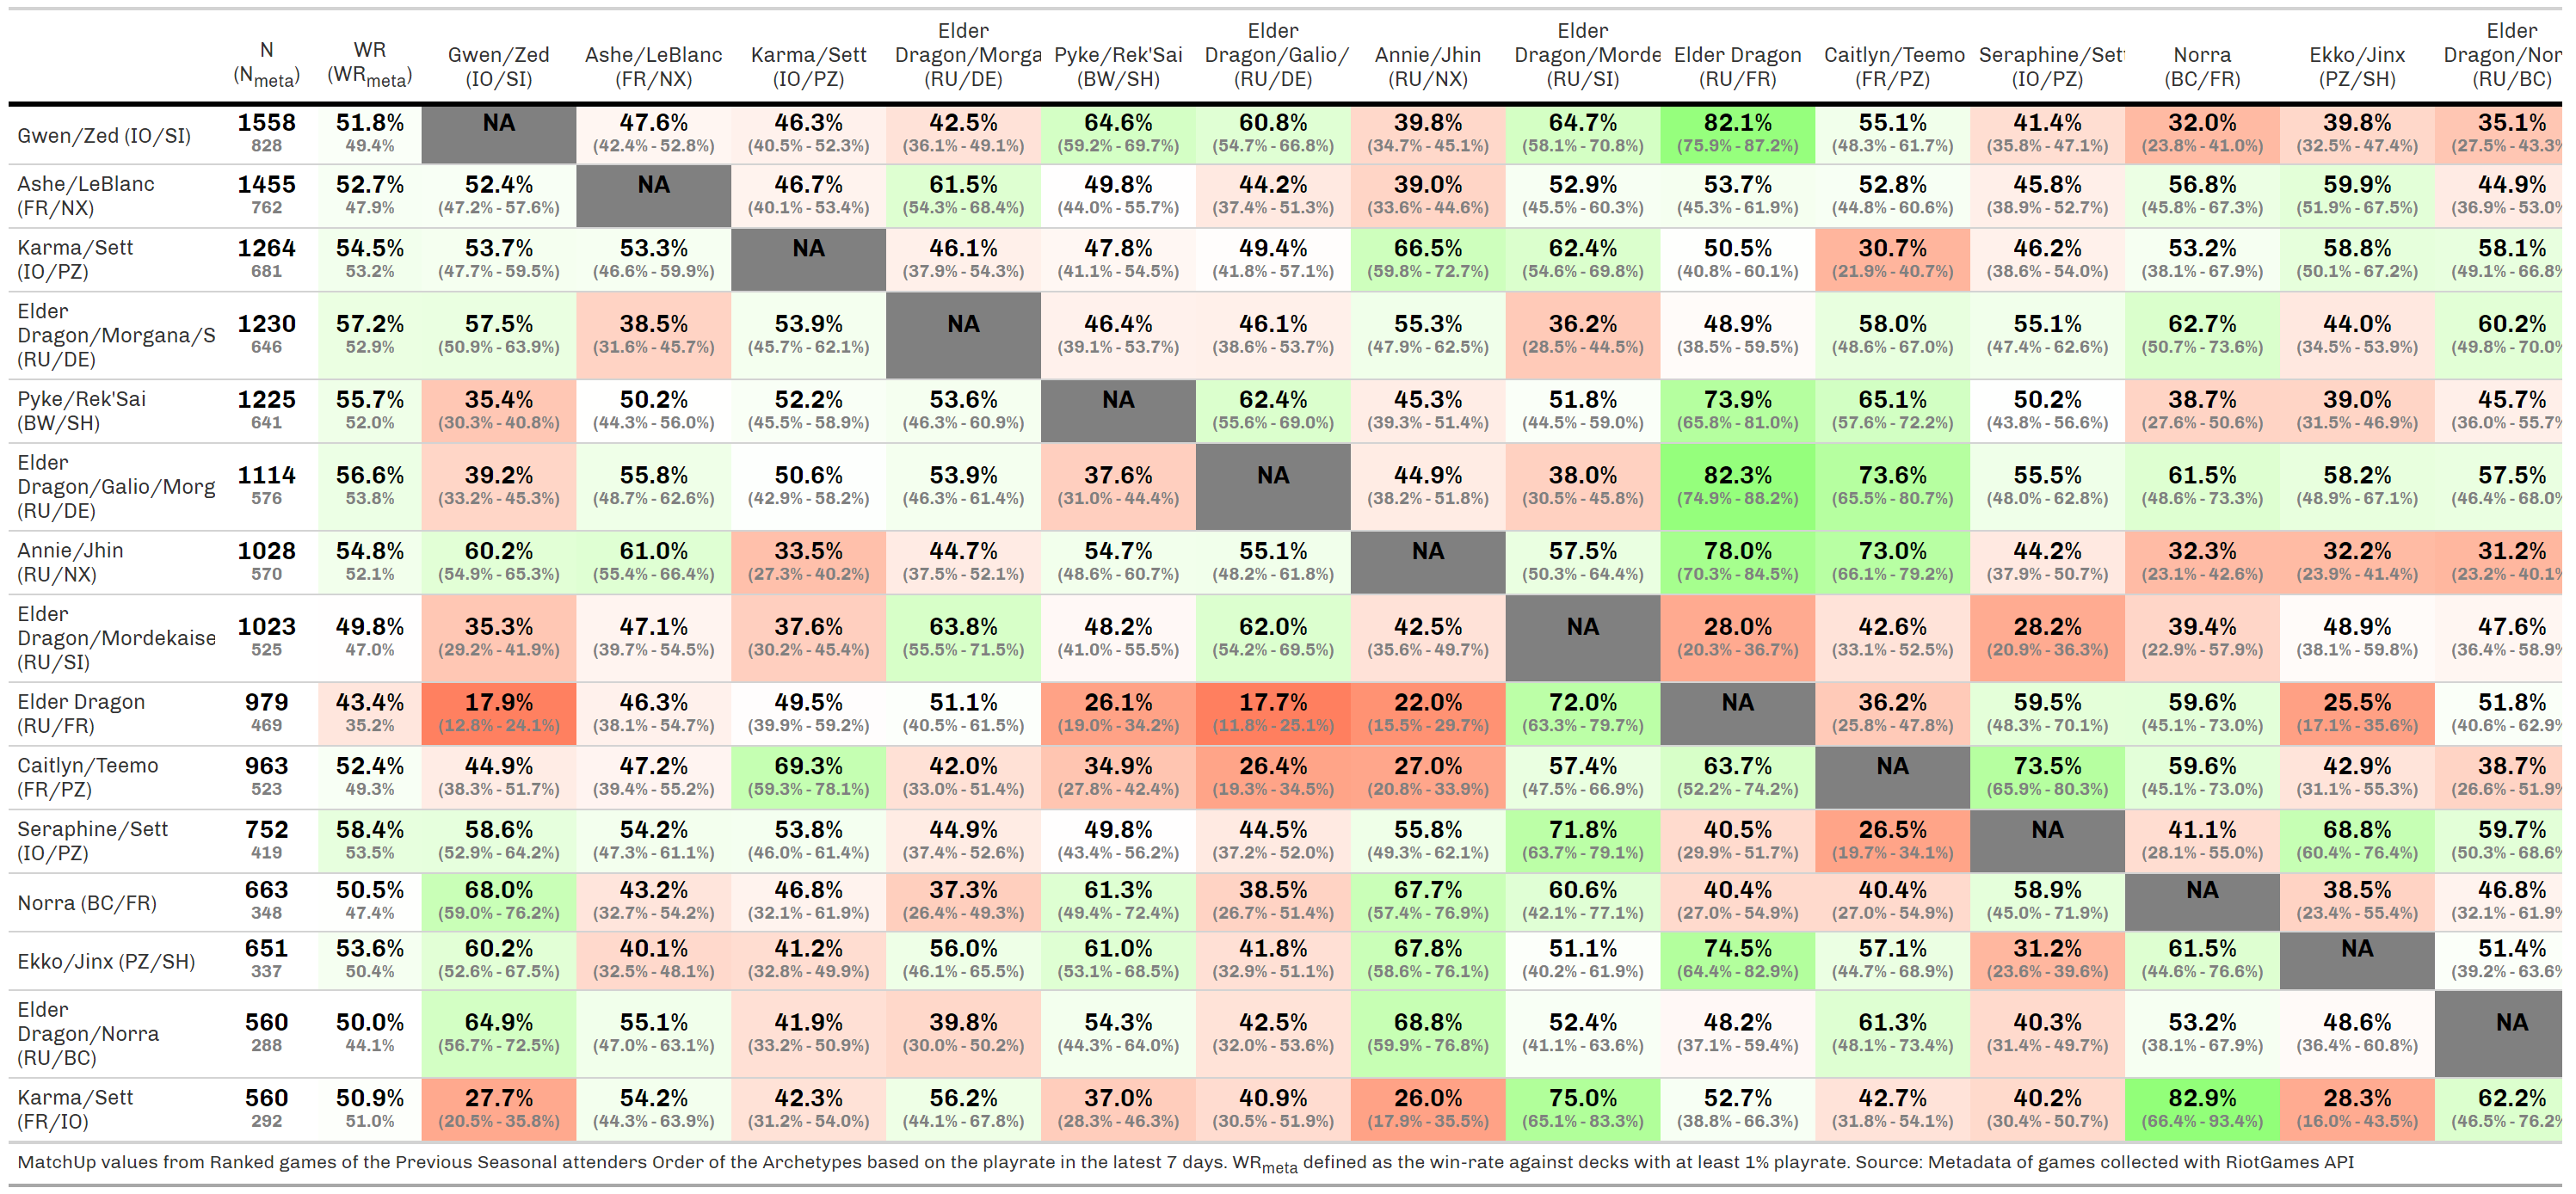 N (Nmeta) WR (WRmeta) Gwen/Zed (IO/SI) Ashe/LeBlanc (FR/NX) Karma/Sett (IO/PZ) Elder Dragon/Morga (RU/DE) Pyke/Rek'Sai (BW/SH) Elder Dragon/Galio/ (RU/DE) Annie/Jhin (RU/NX) Elder Dragon/Morde (RU/SI) Elder Dragon (RU/FR) Caitlyn/Teemo (FR/PZ) Seraphine/Set (IO/PZ) Norra (BC/FR) Ekko/Jinx (PZ/SH) Elder Dragon/Nor (RU/BC)
Gwen/Zed (IO/SI) 1558 51.8% NA 47.6% 46.3% 42.5% 64.6% 60.8% 39.8% 64.7% 82.1% 55.1% 41.4% 32.0% 39.8% 35.1%
828 49.4% (42.4% - 52.8%) (40.5% - 52.3%) (36.1% - 49.1%) (59.2% - 69.7%) (54.7% - 66.8%) (34.7% - 45.1%) (58.1% - 70.8%) (75.9% - 87.2%) (48.3% - 61.7%) (35.8% - 47.1%) (23.8% - 41.0%) (32.5% - 47.4%) (27.5% - 43.3%
Ashe/LeBlanc (FR/NX) 1455 52.7% 52.4% NA 46.7% 61.5% 49.8% 44.2% 39.0% 52.9% 53.7% 52.8% 45.8% 56.8% 59.9% 44.9%
762 47.9% (47.2% - 57.6%) (40.1% - 53.4%) (54.3% - 68.4%) (44.0% - 55.7%) (37.4% - 51.3%) (33.6% - 44.6%) (45.5% - 60.3%) (45.3% - 61.9%) (44.8% - 60.6%) (38.9% - 52.7%) (45.8% - 67.3%) (51.9% - 67.5%) (36.9% - 53.0%
Karma/Sett (IO/PZ) 1264 54.5% 53.7% 53.3% NA 46.1% 47.8% 49.4% 66.5% 62.4% 50.5% 30.7% 46.2% 53.2% 58.8% 58.1%
681 53.2% (47.7% - 59.5%) (46.6% - 59.9%) (37.9% - 54.3%) (41.1% - 54.5%) (41.8% - 57.1%) (59.8% - 72.7%) (54.6% - 69.8%) (40.8% - 60.1%) (21.9% - 40.7%) (38.6% - 54.0%) (38.1% - 67.9%) (50.1% - 67.2%) (49.1% - 66.8%
Elder Dragon/Morgana/S (RU/DE) 1230 57.2% 57.5% 38.5% 53.9% NA 46.4% 46.1% 55.3% 36.2% 48.9% 58.0% 55.1% 62.7% 44.0% 60.2%
646 52.9% (50.9% - 63.9%) (31.6% - 45.7%) (45.7% - 62.1%) (39.1% - 53.7%) (38.6% - 53.7%) (47.9% - 62.5%) (28.5% - 44.5%) (38.5% - 59.5%) (48.6% - 67.0%) (47.4% - 62.6%) (50.7% - 73.6%) (34.5% - 53.9%) (49.8% - 70.0%
Pyke/Rek'Sai (BW/SH) 1225 55.7% 35.4% 50.2% 52.2% 53.6% NA 62.4% 45.3% 51.8% 73.9% 65.1% 50.2% 38.7% 39.0% 45.7%
641 52.0% (30.3% - 40.8%) (44.3% - 56.0%) (45.5% - 58.9%) (46.3% - 60.9%) (55.6% - 69.0%) (39.3% - 51.4%) (44.5% - 59.0%) (65.8% - 81.0%) (57.6% - 72.2%) (43.8% - 56.6%) (27.6% - 50.6%) (31.5% - 46.9%) (36.0% - 55.7%
Elder Dragon/Galio/Morg (RU/DE) 1114 56.6% 39.2% 55.8% 50.6% 53.9% 37.6% NA 44.9% 38.0% 82.3% 73.6% 55.5% 61.5% 58.2% 57.5%
576 53.8% (33.2% - 45.3%) (48.7% - 62.6%) (42.9% - 58.2%) (46.3% - 61.4%) (31.0% - 44.4%) (38.2% - 51.8%) (30.5% - 45.8%) (74.9% - 88.2%) (65.5% - 80.7%) (48.0% - 62.8%) (48.6% - 73.3%) (48.9% - 67.1%) (46.4% - 68.0%
Annie/Jhin (RU/NX) 1028 54.8% 60.2% 61.0% 33.5% 44.7% 54.7% 55.1% NA 57.5% 78.0% 73.0% 44.2% 32.3% 32.2% 31.2%
570 52.1% (54.9% - 65.3%) (55.4% - 66.4%) (27.3% - 40.2%) (37.5% - 52.1%) (48.6% - 60.7%) (48.2% - 61.8%) (50.3% - 64.4%) (70.3% - 84.5%) (66.1% - 79.2%) (37.9% - 50.7%) (23.1% - 42.6%) (23.9% - 41.4%) (23.2% - 40.1%
Elder Dragon/Mordekaise (RU/SI) 1023 49.8% 35.3% 47.1% 37.6% 63.8% 48.2% 62.0% 42.5% NA 28.0% 42.6% 28.2% 39.4% 48.9% 47.6%
525 47.0% (29.2% - 41.9%) (39.7% - 54.5%) (30.2% - 45.4%) (55.5% - 71.5%) (41.0% - 55.5%) (54.2% - 69.5%) (35.6% - 49.7%) (20.3% - 36.7%) (33.1% - 52.5%) (20.9% - 36.3%) (22.9% - 57.9%) (38.1% - 59.8%) (36.4% - 58.9%
Elder Dragon (RU/FR) 979 43.4% 17.9% 46.3% 49.5% 51.1% 26.1% 17.7% 22.0% 72.0% NA 36.2% 59.5% 59.6% 25.5% 51.8%
469 35.2% (12.8% - 24.1%) (38.1% - 54.7%) (39.9% - 59.2%) (40.5% - 61.5%) (19.0% - 34.2%) (11.8% - 25.1%) (15.5% - 29.7%) (63.3% - 79.7%) (25.8% - 47.8%) (48.3% - 70.1%) (45.1% - 73.0%) (17.1% - 35.6%) (40.6% - 62.9%
Caitlyn/Teemo (FR/PZ) 963 52.4% 44.9% 47.2% 69.3% 42.0% 34.9% 26.4% 27.0% 57.4% 63.7% NA 73.5% 59.6% 42.9% 38.7%
523 49.3% (38.3% - 51.7%) (39.4% - 55.2%) (59.3% - 78.1%) (33.0% - 51.4%) (27.8% - 42.4%) (19.3% - 34.5%) (20.8% - 33.9%) (47.5% - 66.9%) (52.2% - 74.2%) (65.9% - 80.3%) (45.1% - 73.0%) (31.1% - 55.3%) (26.6% - 51.9%
Seraphine/Sett (IO/PZ) 752 58.4% 58.6% 54.2% 53.8% 44.9% 49.8% 44.5% 55.8% 71.8% 40.5% 26.5% NA 41.1% 68.8% 59.7%
419 53.5% (52.9% - 64.2%) (47.3% - 61.1%) (46.0% - 61.4%) (37.4% - 52.6%) (43.4% - 56.2%) (37.2% - 52.0%) (49.3% - 62.1%) (63.7% - 79.1%) (29.9% - 51.7%) (19.7% - 34.1%) (28.1% - 55.0%) (60.4% - 76.4%) (50.3% - 68.6%
Norra (BC/FR) 663 50.5% 68.0% 43.2% 46.8% 37.3% 61.3% 38.5% 67.7% 60.6% 40.4% 40.4% 58.9% NA 38.5% 46.8%
348 47.4% (59.0% - 76.2%) (32.7% - 54.2%) (32.1% - 61.9%) (26.4% - 49.3%) (49.4% - 72.4%) (26.7% - 51.4%) (57.4% - 76.9%) (42.1% - 77.1%) (27.0% - 54.9%) (27.0% - 54.9%) (45.0% - 71.9%) (23.4% - 55.4%) (32.1% - 61.9%
Ekko/Jinx (PZ/SH) 651 53.6% 60.2% 40.1% 41.2% 56.0% 61.0% 41.8% 67.8% 51.1% 74.5% 57.1% 31.2% 61.5% NA 51.4%
337 50.4% (52.6% - 67.5%) (32.5% - 48.1%) (32.8% - 49.9%) (46.1% - 65.5%) (53.1% - 68.5%) (32.9% - 51.1%) (58.6% - 76.1%) (40.2% - 61.9%) (64.4% - 82.9%) (44.7% - 68.9%) (23.6% - 39.6%) (44.6% - 76.6%) (39.2% - 63.6%
Elder Dragon/Norra (RU/BC) 560 50.0% 64.9% 55.1% 41.9% 39.8% 54.3% 42.5% 68.8% 52.4% 48.2% 61.3% 40.3% 53.2% 48.6% NA
288 44.1% (56.7% - 72.5%) (47.0% - 63.1%) (33.2% - 50.9%) (30.0% - 50.2%) (44.3% - 64.0%) (32.0% - 53.6%) (59.9% - 76.8%) (41.1% - 63.6%) (37.1% - 59.4%) (48.1% - 73.4%) (31.4% - 49.7%) (38.1% - 67.9%) (36.4% - 60.8%)
Karma/Sett (FR/IO) 560 50.9% 27.7% 54.2% 42.3% 56.2% 37.0% 40.9% 26.0% 75.0% 52.7% 42.7% 40.2% 82.9% 28.3% 62.2%
292 51.0% (20.5% - 35.8%) (44.3% - 63.9%) (31.2% - 54.0%) (44.1% - 67.8%) (28.3% - 46.3%) (30.5% - 51.9%) (17.9% - 35.5%) (65.1% - 83.3%) (38.8% - 66.3%) (31.8% - 54.1%) (30.4% - 50.7%) (66.4% - 93.4%) (16.0% - 43.5%) (46.5% - 76.2%
MatchUp values from Ranked games of the Previous Seasonal attenders Order of the Archetypes based on the playrate in the latest 7 days. WRmeta defined as the win-rate against decks with at least 1% playrate. Source: Metadata of games collected with RiotGames API